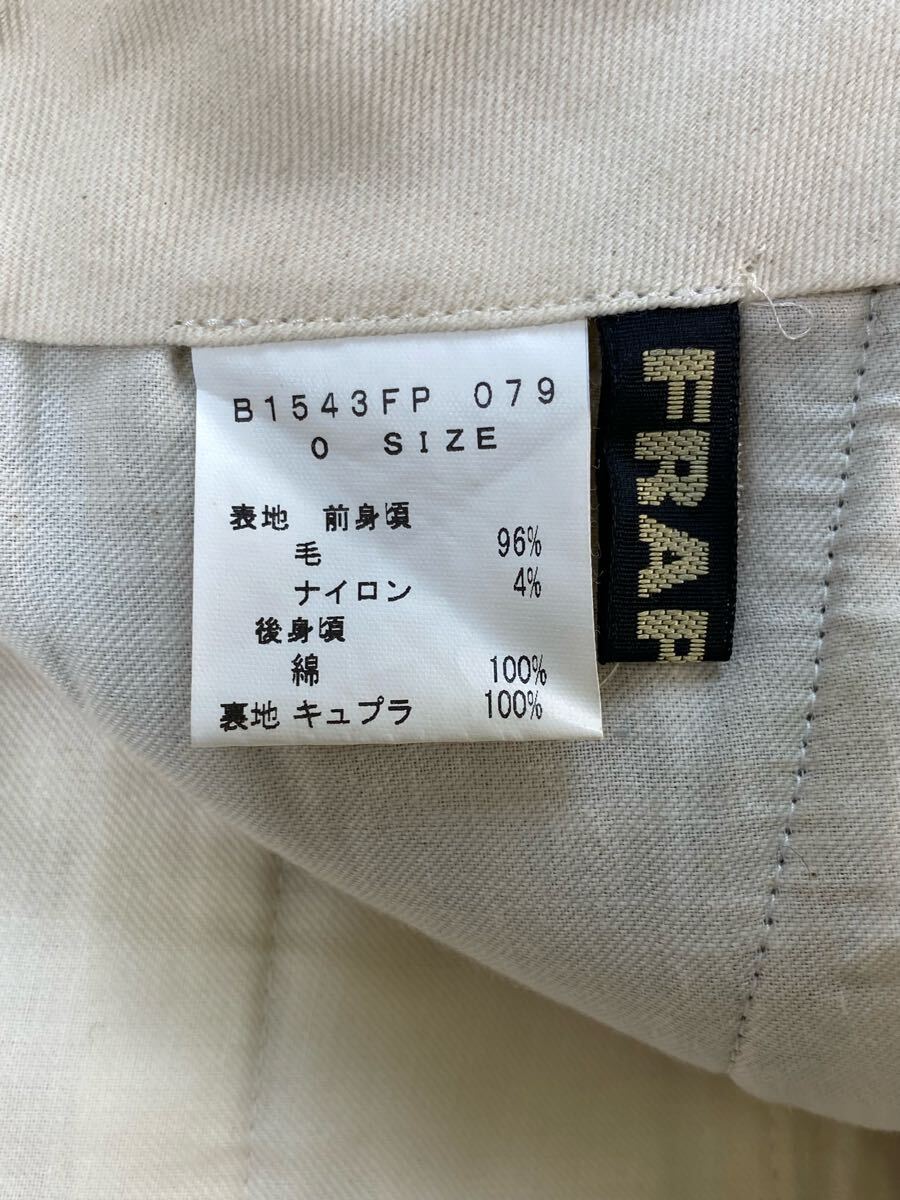 B1543FP 079
0 SIZE
表地 前身頃
毛 96%
ナイロン 4%
後身頃
綿 100%
裏地 キュプラ 100%
FRAP